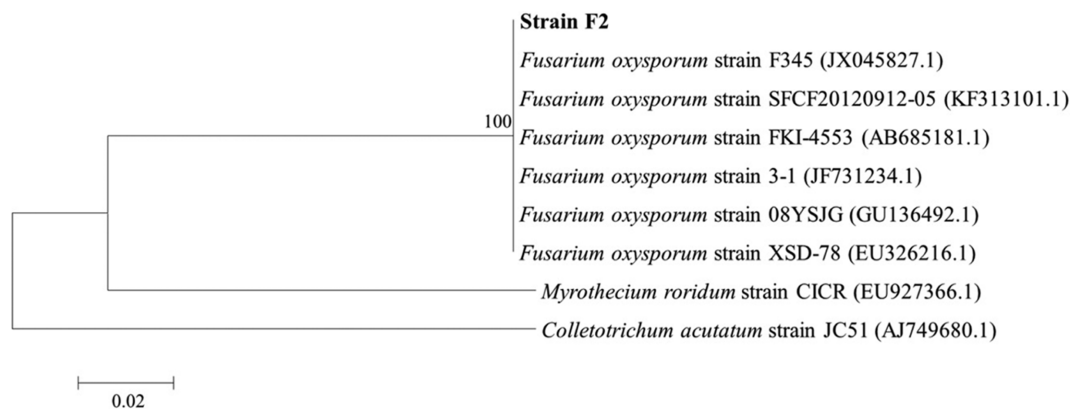 Strain F2
Fusarium oxysporum strain F345 (JX045827.1)
Fusarium oxysporum strain SFCF20120912-05 (KF313101.1)
100
Fusarium oxysporum strain FKI-4553 (AB685181.1)
Fusarium oxysporum strain 3-1 (JF731234.1)
Fusarium oxysporum strain 08YSJG (GU136492.1)
Fusarium oxysporum strain XSD-78 (EU326216.1)
Myrothecium roridum strain CICR (EU927366.1)
Colletotrichum acutatum strain JC51 (AJ749680.1)
0.02